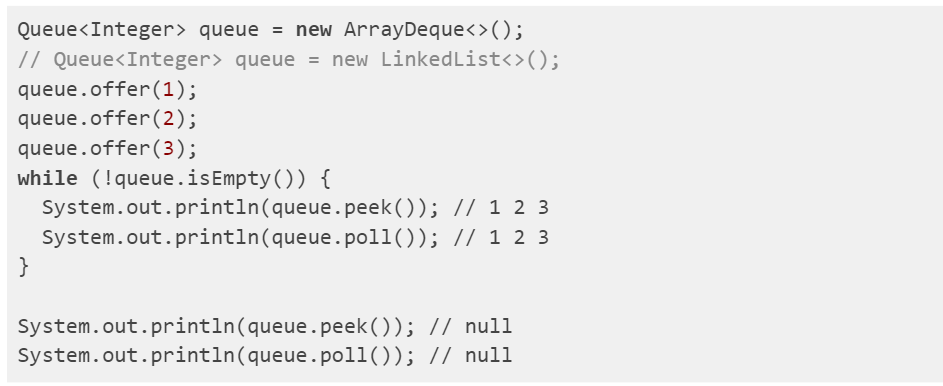 Queue<Integer> queue = new ArrayDeque<>();
// Queue<Integer> queue = new LinkedList<>();
queue.offer(1);
queue.offer(2);
queue.offer(3);
while (!queue.isEmpty()) {
  System.out.println(queue.peek()); // 1 2 3
  System.out.println(queue.poll()); // 1 2 3
}

System.out.println(queue.peek()); // null
System.out.println(queue.poll()); // null